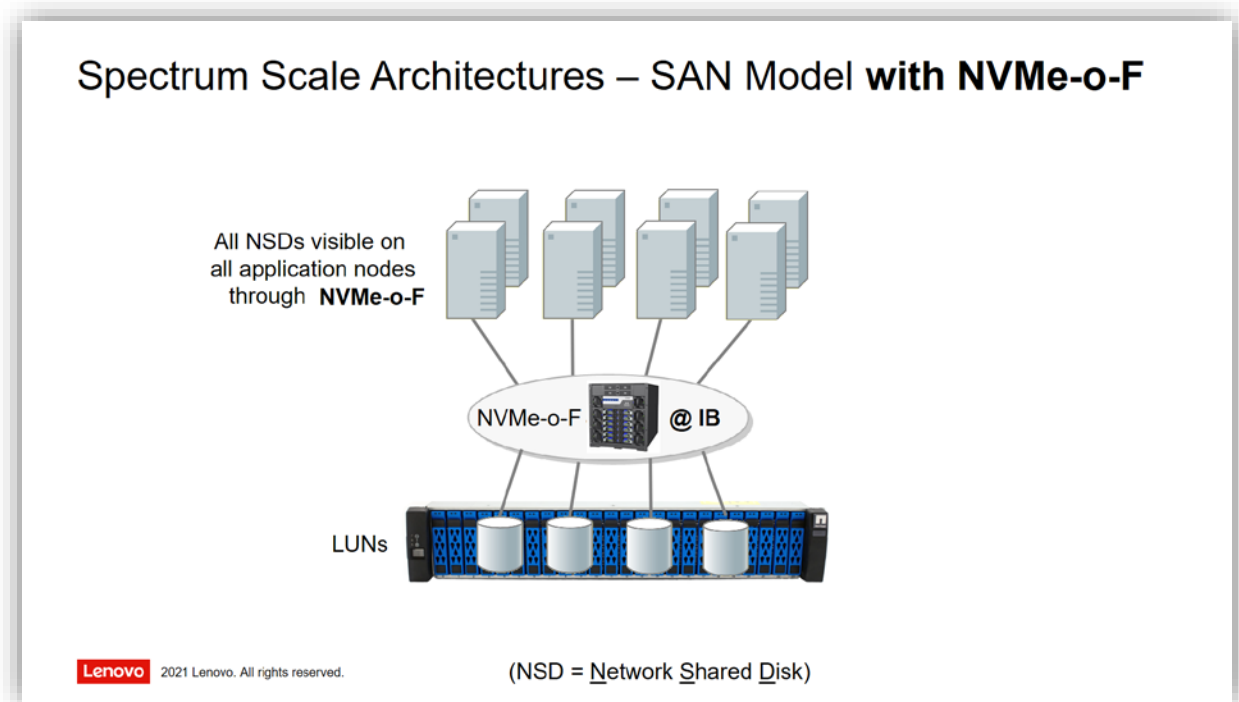 Spectrum Scale Architectures – SAN Model with NVMe-o-F
All NSDs visible on
all application nodes
through NVMe-o-F
NVMe-o-F @ IB
LUNs
Lenovo 2021 Lenovo. All rights reserved.
(NSD = Network Shared Disk)